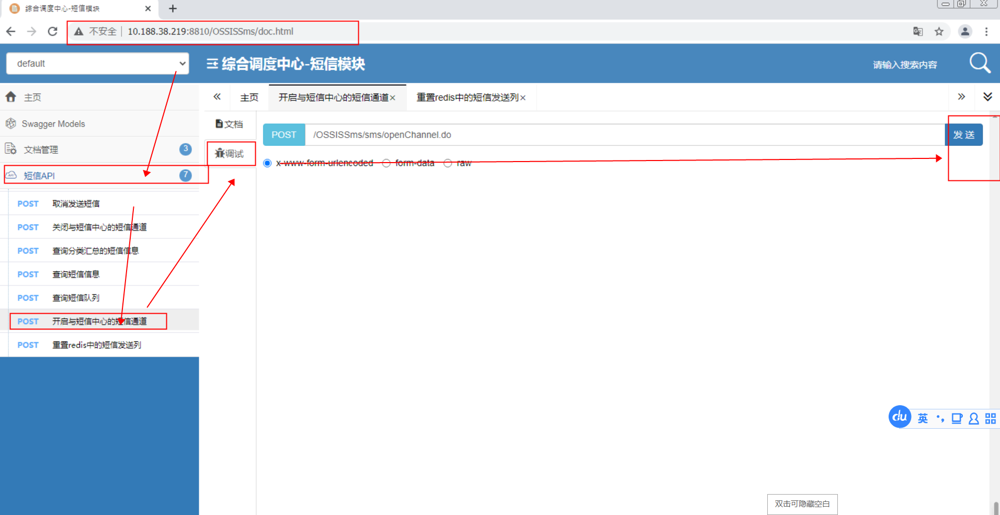 综合调度中心-短信模块
不安全 10.188.38.219:8810/OSSISSms/doc.html
default
综合调度中心-短信模块
请输入搜索内容
主页
Swagger Models
文档管理 3
短信API 7
POST 取消发送短信
POST 关闭与短信中心的短信通道
POST 查询分类汇总的短信信息
POST 查询短信信息
POST 查询短信队列
POST 开启与短信中心的短信通道
POST 重置redis中的短信发送列
主页 开启与短信中心的短信通道 重置redis中的短信发送列
文档
调试
POST /OSSISSms/sms/openChannel.do 发 送
x-www-form-urlencoded form-data raw
du 英
双击可隐藏空白